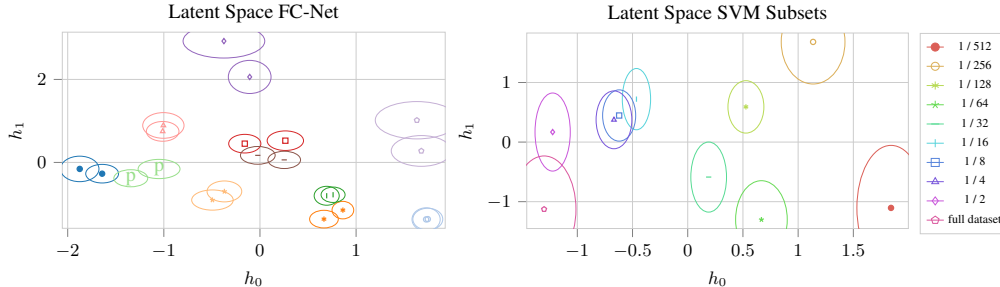 Latent Space FC-Net
2
0
h1
−2
−1
0
1
h0
p
p
Latent Space SVM Subsets
1
0
−1
h1
−1
−0.5
0
0.5
1
1.5
h0
1 / 512
1 / 256
1 / 128
1 / 64
1 / 32
1 / 16
1 / 8
1 / 4
1 / 2
full dataset